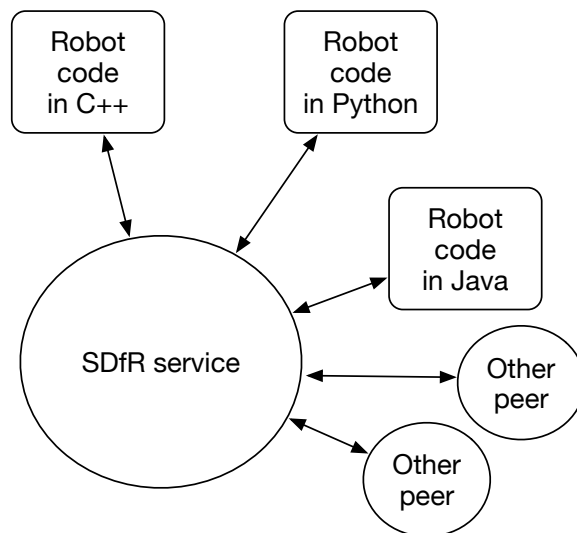 Robot
code
in C++
Robot
code
in Python
Robot
code
in Java
SDfR service
Other
peer
Other
peer